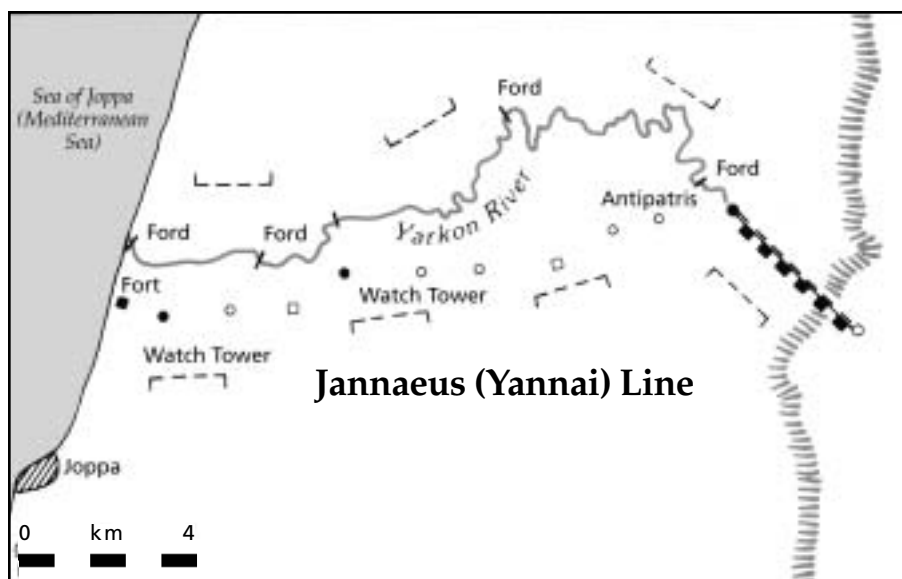 Sea of Joppa
(Mediterranean
Sea)
Ford
Ford
Antipatris
Yarkon River
Ford
Ford
Fort
Watch Tower
Watch Tower
Jannaeus (Yannai) Line
Joppa
0 km 4